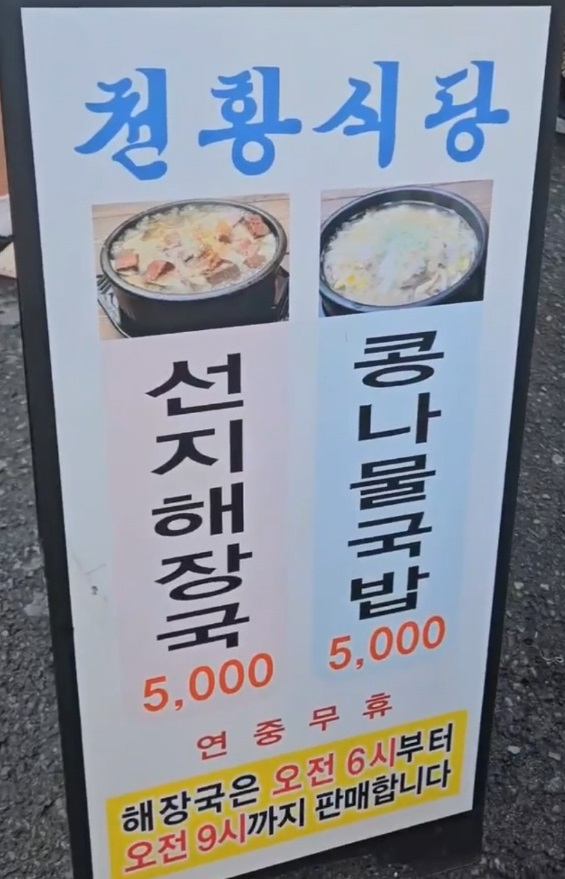 천황식당
선지해장국
5,000
콩나물국밥
5,000
연중무휴
해장국은 오전 6시부터
오전 9시까지 판매합니다